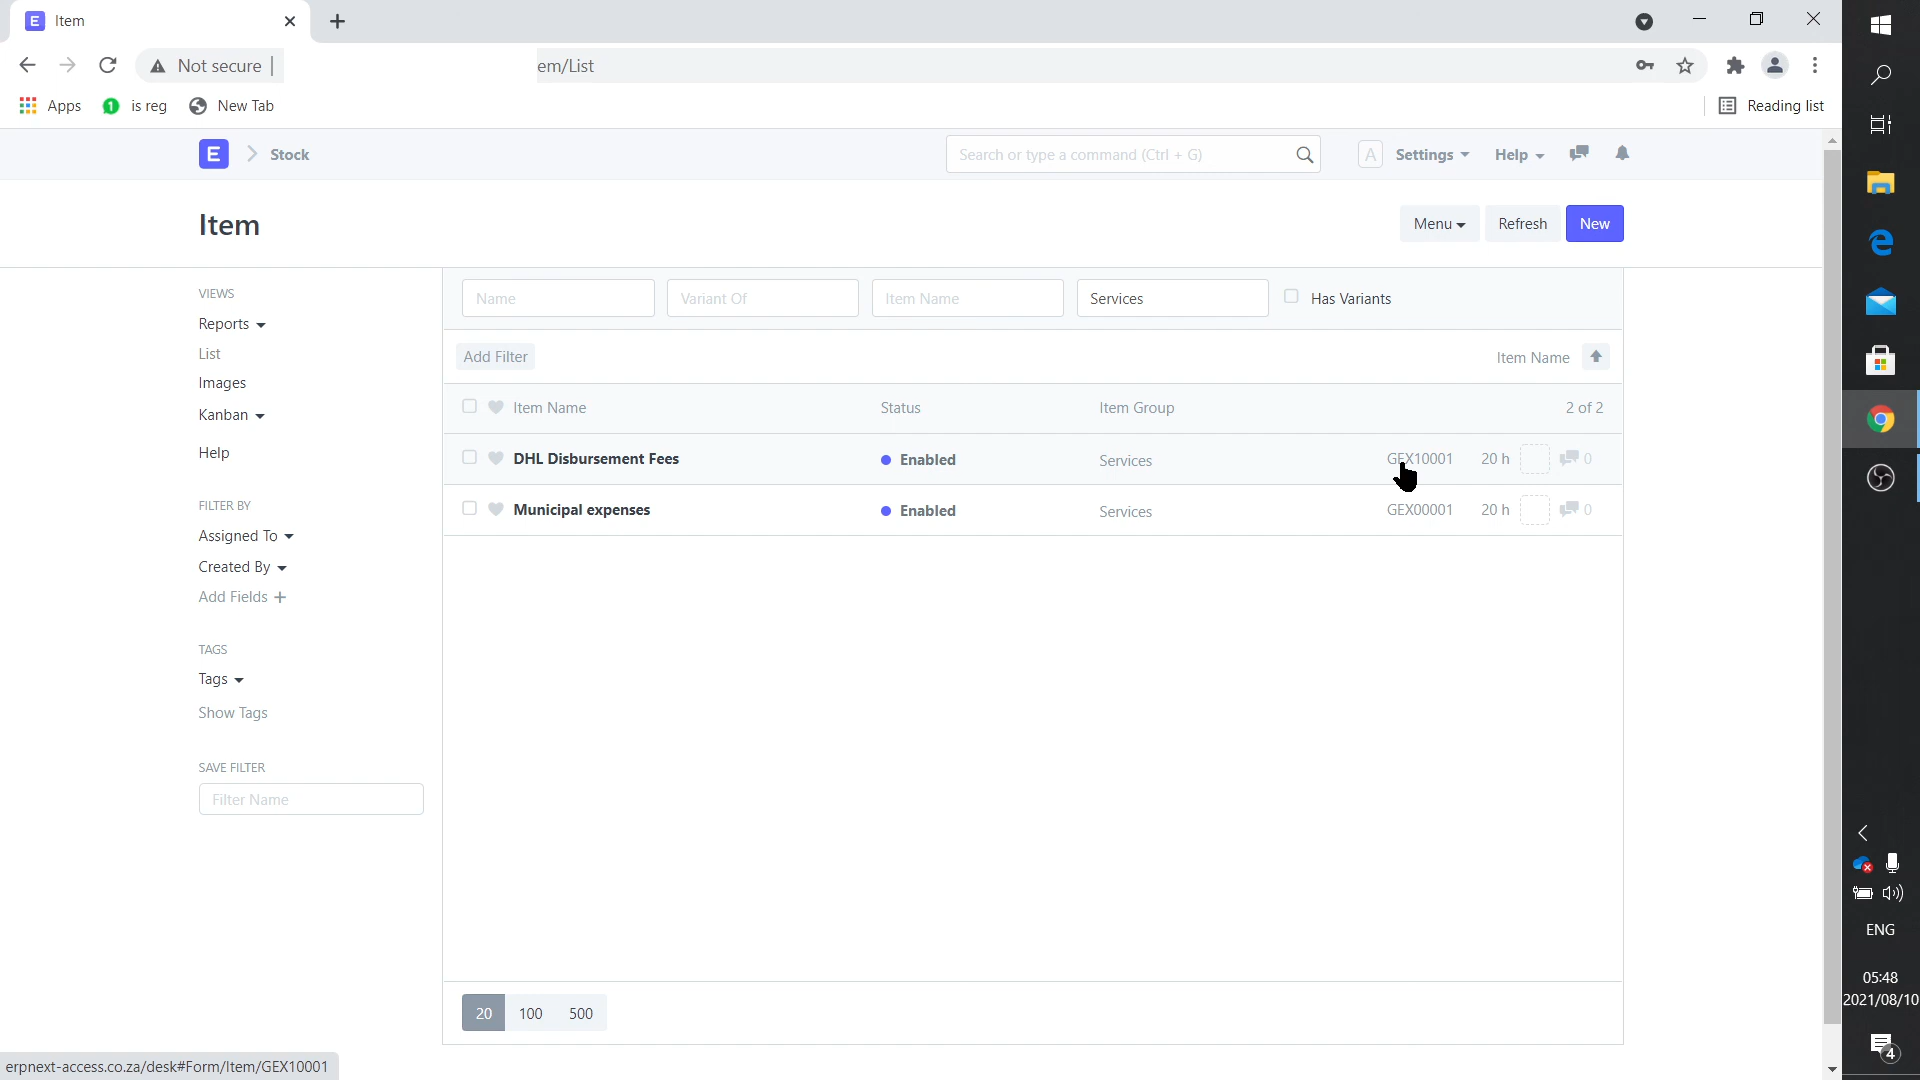 E Item
Not secure em/List
Apps 1 is reg New Tab Reading list
E Stock Search or type a command (Ctrl + G) A Settings Help
Item Menu Refresh New
VIEWS
Reports
List
Images
Kanban
Help
FILTER BY
Assigned To
Created By
Add Fields
TAGS
Tags
Show Tags
SAVE FILTER
Filter Name
Name Variant Of Item Name Services Has Variants
Add Filter Item Name
Item Name Status Item Group 2 of 2
DHL Disbursement Fees Enabled Services GEX10001 20 h 0
Municipal expenses Enabled Services GEX00001 20 h 0
20 100 500
erpnext-access.co.za/desk#Form/Item/GEX10001
ENG
05:48
2021/08/10
4